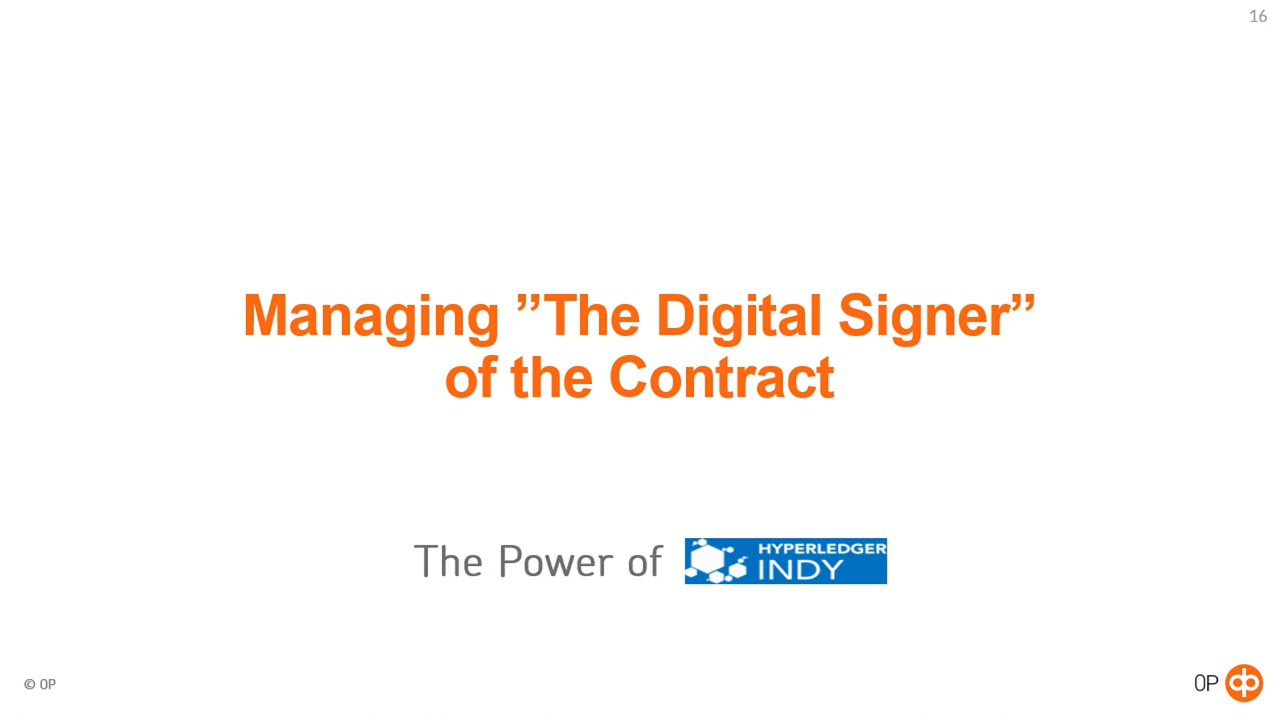 16
Managing ”The Digital Signer”
of the Contract
The Power of
HYPERLEDGER
INDY
© OP
OP